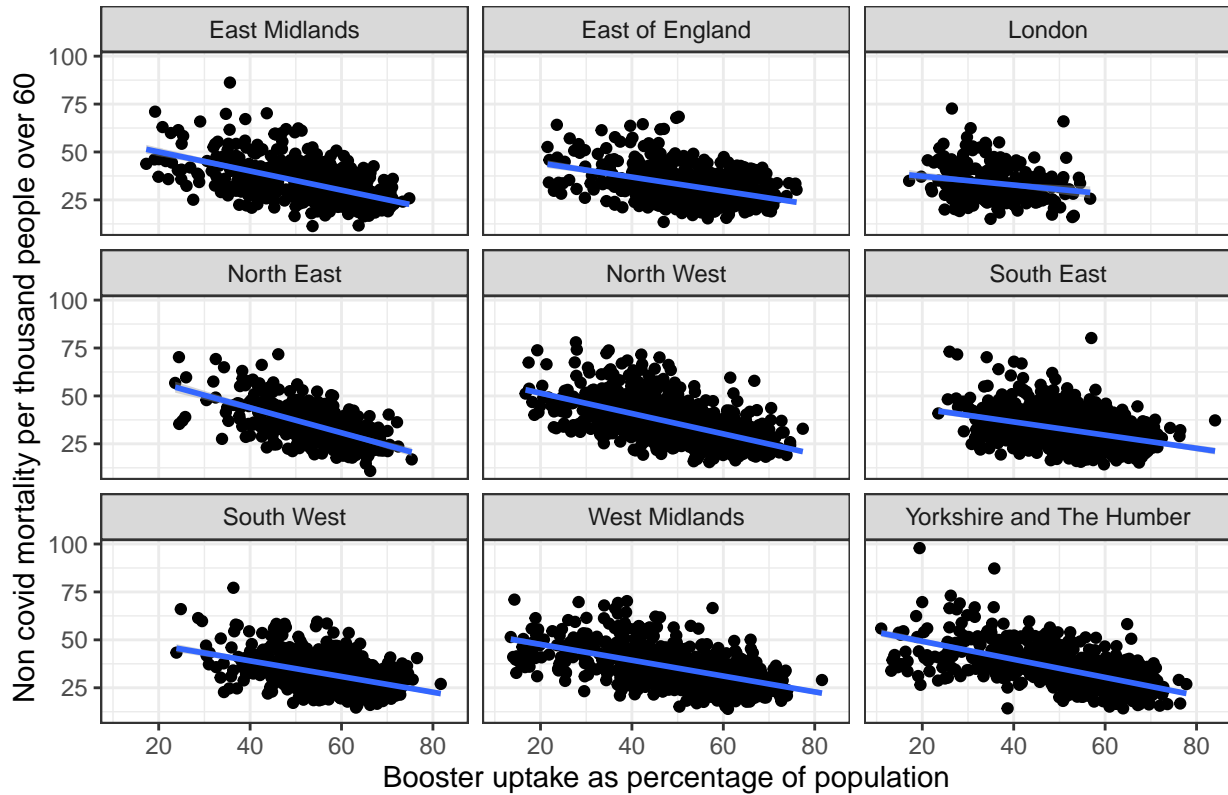 East Midlands
East of England
London
100
75
50
25
North East
North West
South East
100
75
50
25
South West
West Midlands
Yorkshire and The Humber
100
75
50
25
20 40 60 80
20 40 60 80
20 40 60 80
Booster uptake as percentage of population
Non covid mortality per thousand people over 60